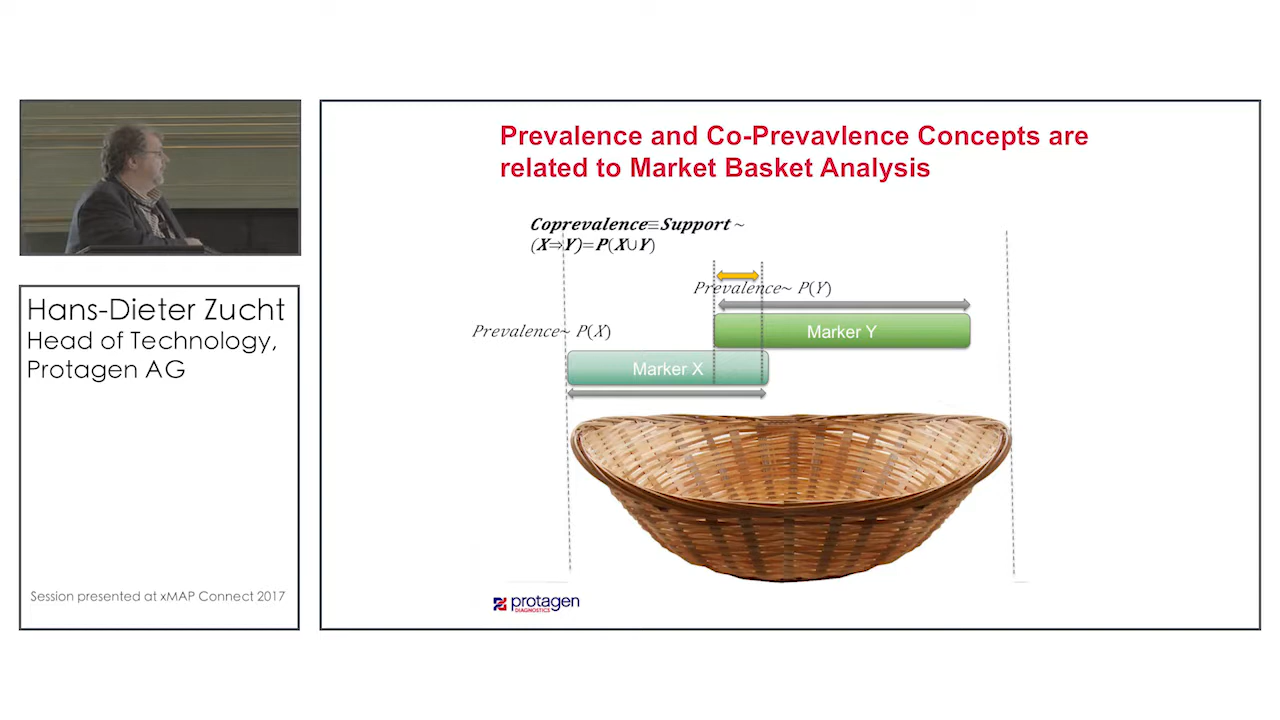 Prevalence and Co-Prevavlence Concepts are
related to Market Basket Analysis
Coprevalence≡Support ~
(X⇒Y)=P(X∪Y)
Prevalence~ P(Y)
Marker Y
Prevalence~ P(X)
Marker X
protagen
DIAGNOSTICS
Hans-Dieter Zucht
Head of Technology,
Protagen AG
Session presented at xMAP Connect 2017